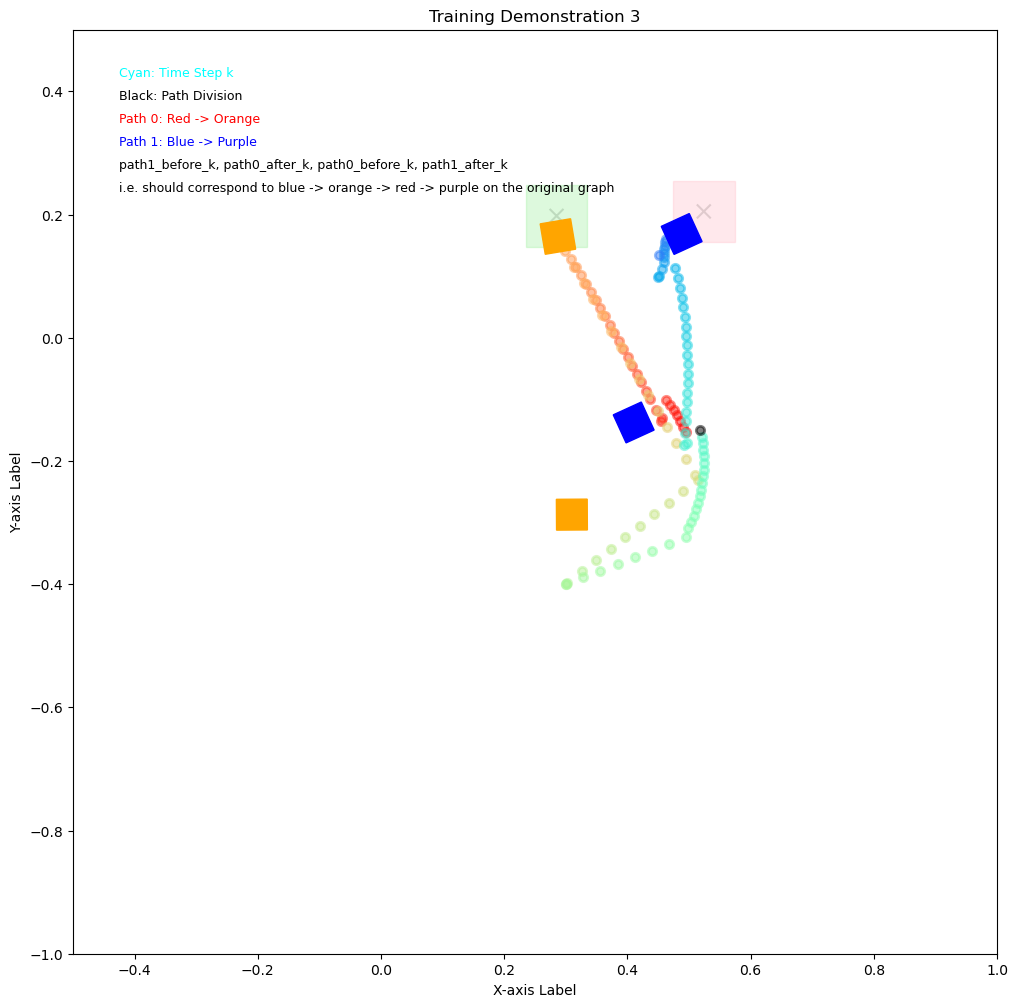 Training Demonstration 3
Cyan: Time Step k
Black: Path Division
Path 0: Red -> Orange
Path 1: Blue -> Purple
path1_before_k, path0_after_k, path0_before_k, path1_after_k
i.e. should correspond to blue -> orange -> red -> purple on the original graph
Y-axis Label
0.4
0.2
0.0
−0.2
−0.4
−0.6
−0.8
−1.0
−0.4 −0.2 0.0 0.2 0.4 0.6 0.8 1.0
X-axis Label